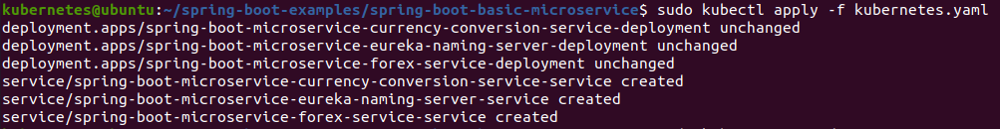 kubernetes@ubuntu:~/spring-boot-examples/spring-boot-basic-microservice$ sudo kubectl apply -f kubernetes.yaml
deployment.apps/spring-boot-microservice-currency-conversion-service-deployment unchanged
deployment.apps/spring-boot-microservice-eureka-naming-server-deployment unchanged
deployment.apps/spring-boot-microservice-forex-service-deployment unchanged
service/spring-boot-microservice-currency-conversion-service-service created
service/spring-boot-microservice-eureka-naming-server-service created
service/spring-boot-microservice-forex-service-service created